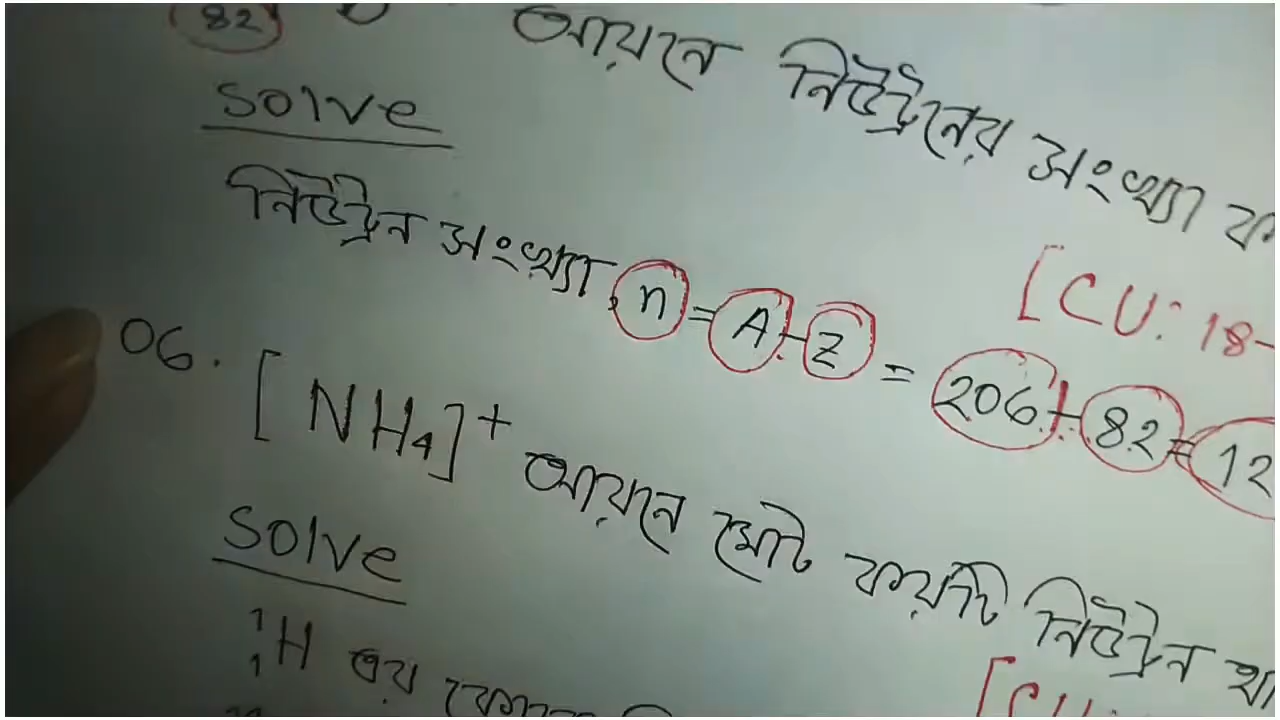 82
আয়নে নিউট্রনের সংখ্যা ক
[CU: 18-
Solve
নিউট্রন সংখ্যা, n = A - Z = 206 - 82 = 12
06. [NH₄]⁺ আয়নে মোট কয়টি নিউট্রন থা
[CU:
Solve
¹₁H এর কোনো